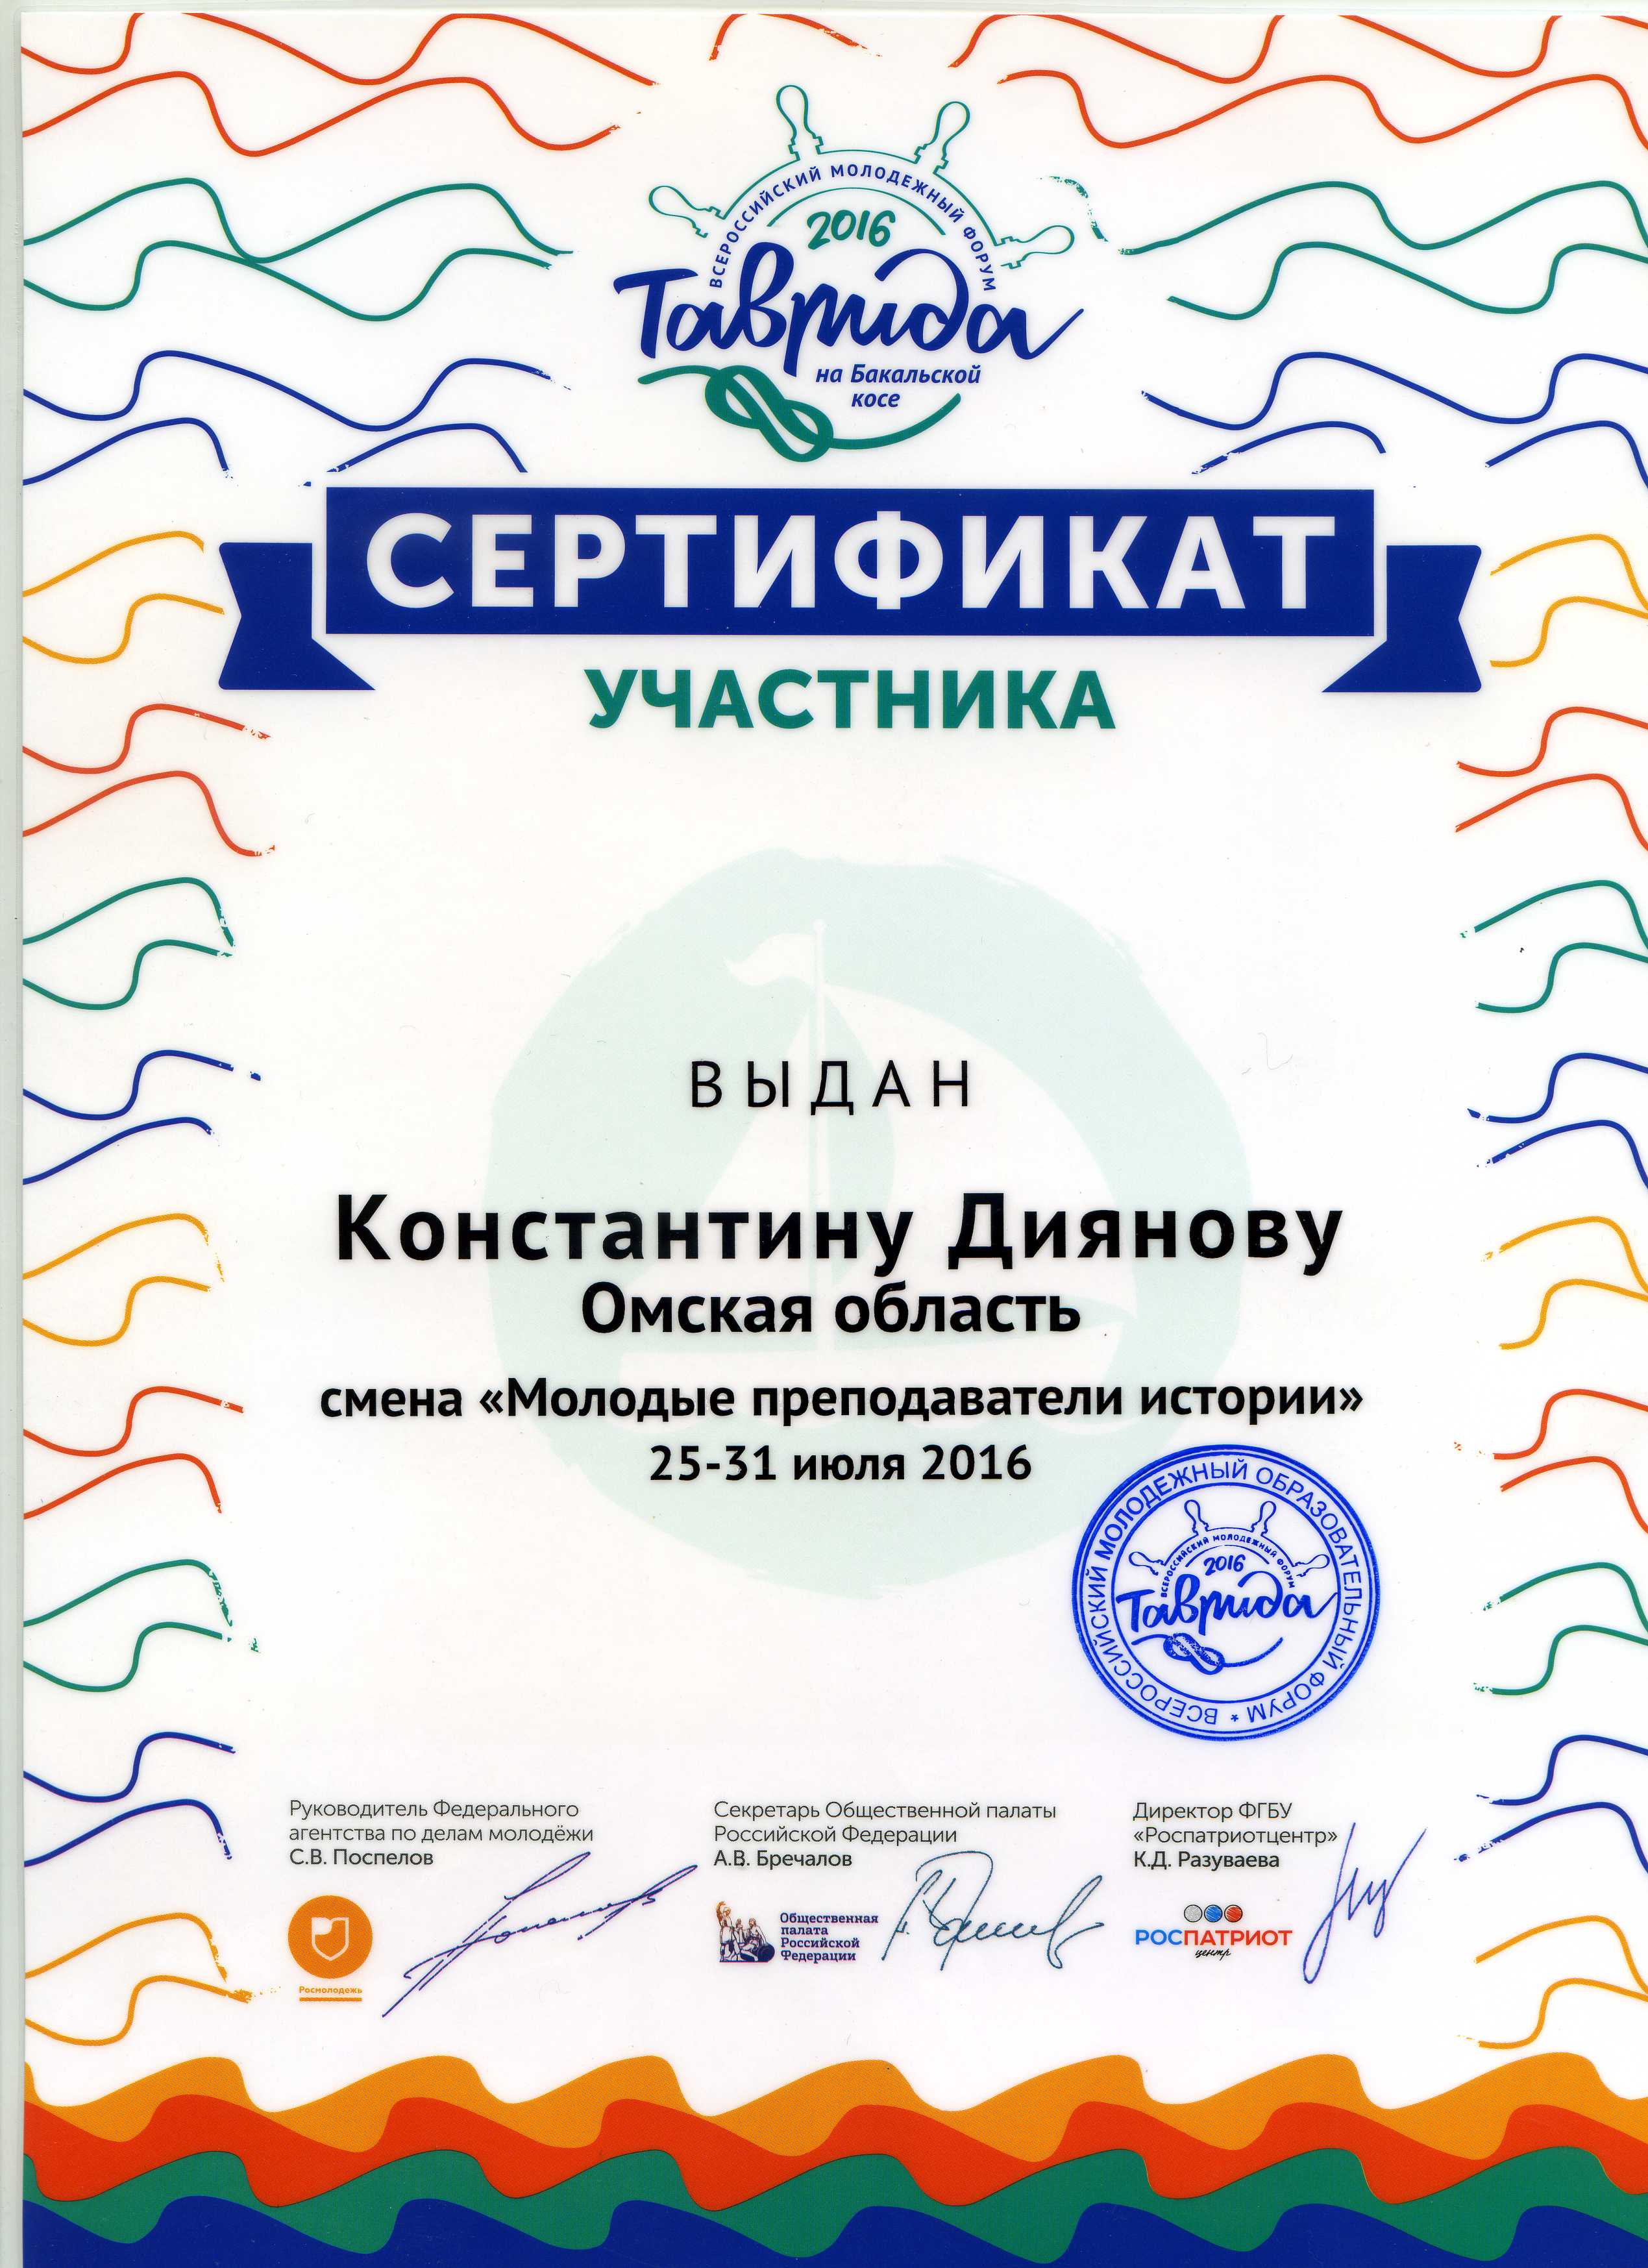 ВСЕРОССИЙСКИЙ МОЛОДЕЖНЫЙ ФОРУМ
2016
Таврида
на Бакальской
косе
СЕРТИФИКАТ
УЧАСТНИКА
ВЫДАН
Константину Диянову
Омская область
смена «Молодые преподаватели истории»
25-31 июля 2016
ВСЕРОССИЙСКИЙ МОЛОДЕЖНЫЙ ОБРАЗОВАТЕЛЬНЫЙ ФОРУМ *
ВСЕРОССИЙСКИЙ МОЛОДЕЖНЫЙ ФОРУМ
2016
Таврида
Руководитель Федерального
агентства по делам молодёжи
С.В. Поспелов
Росмолодежь
Секретарь Общественной палаты
Российской Федерации
А.В. Бречалов
Общественная
палата
Российской
Федерации
Директор ФГБУ
«Роспатриотцентр»
К.Д. Разуваева
РОСПАТРИОТ
центр